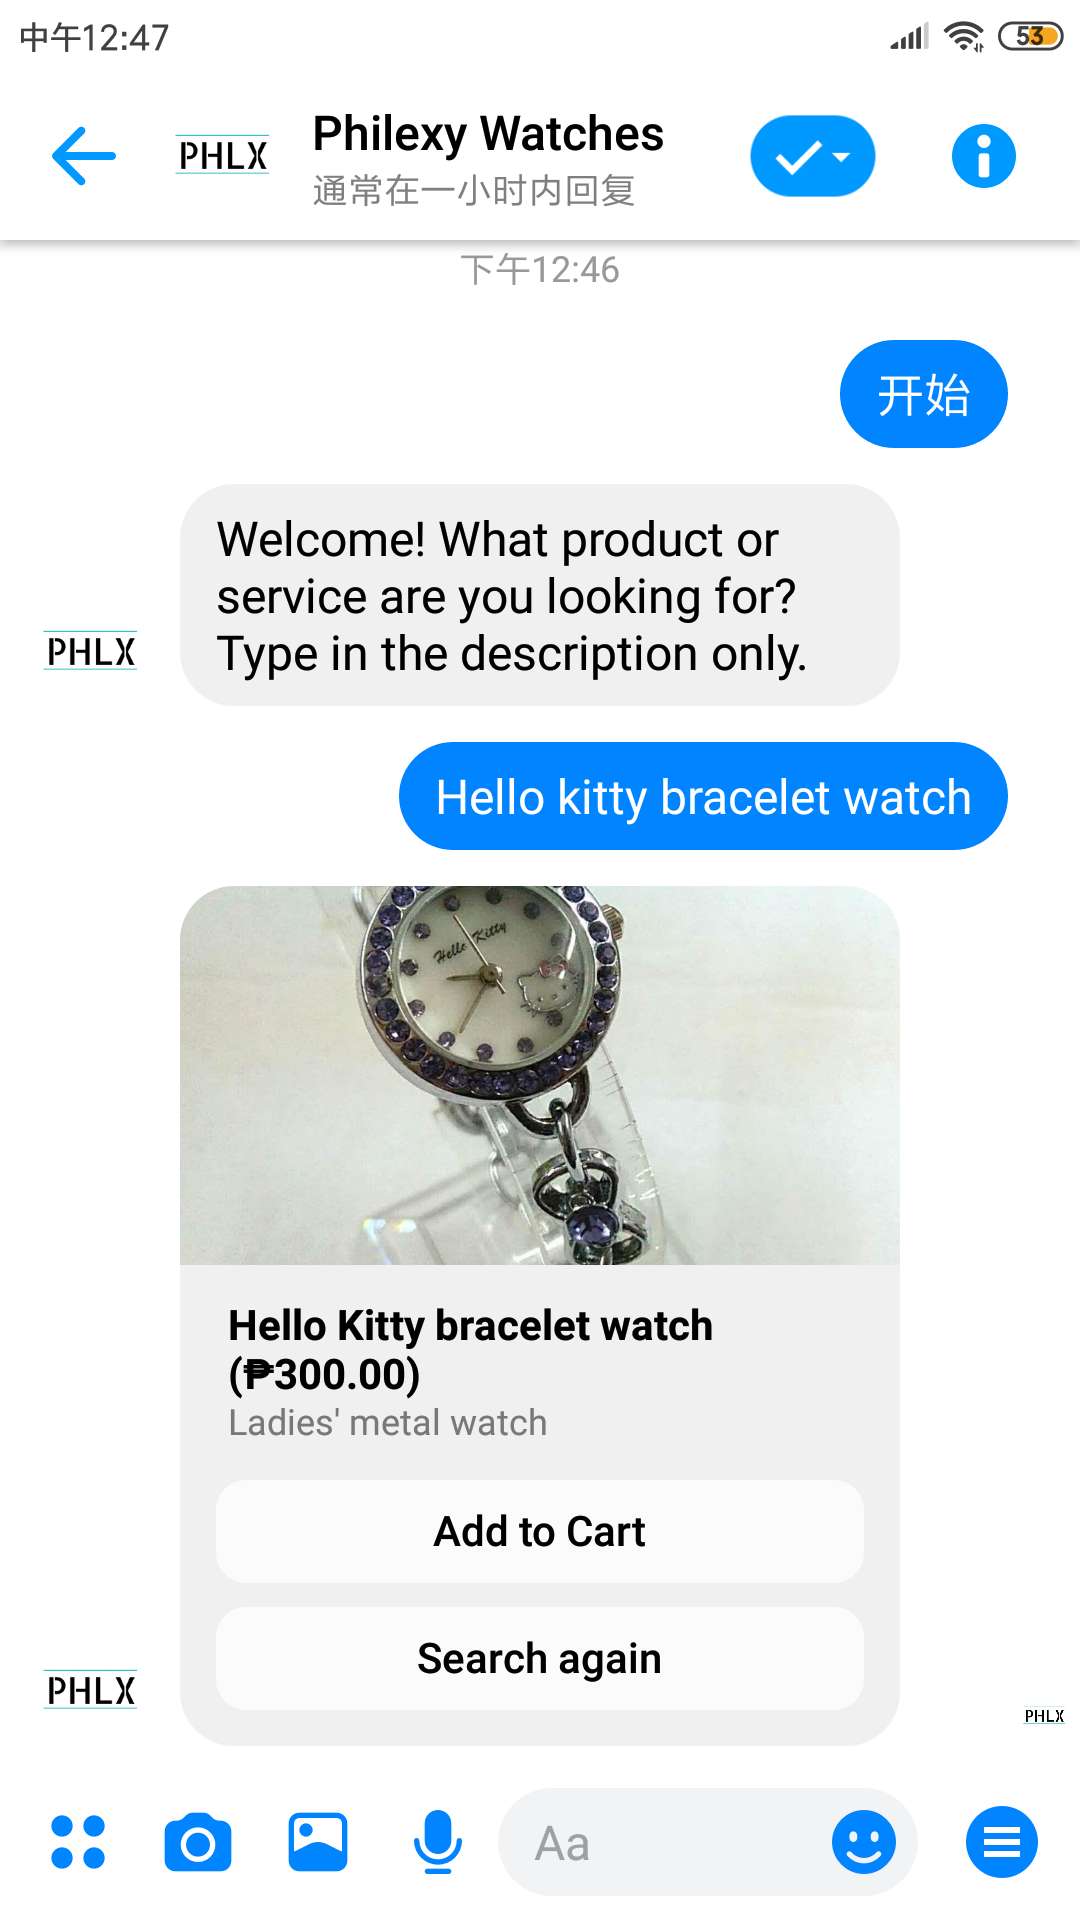 中午12:47
53
PHLX
Philexy Watches
通常在一小时内回复
下午12:46
开始
Welcome! What product or
service are you looking for?
Type in the description only.
PHLX
Hello kitty bracelet watch
Hello Kitty
Hello Kitty bracelet watch
(₱300.00)
Ladies' metal watch
Add to Cart
Search again
PHLX
PHLX
Aa